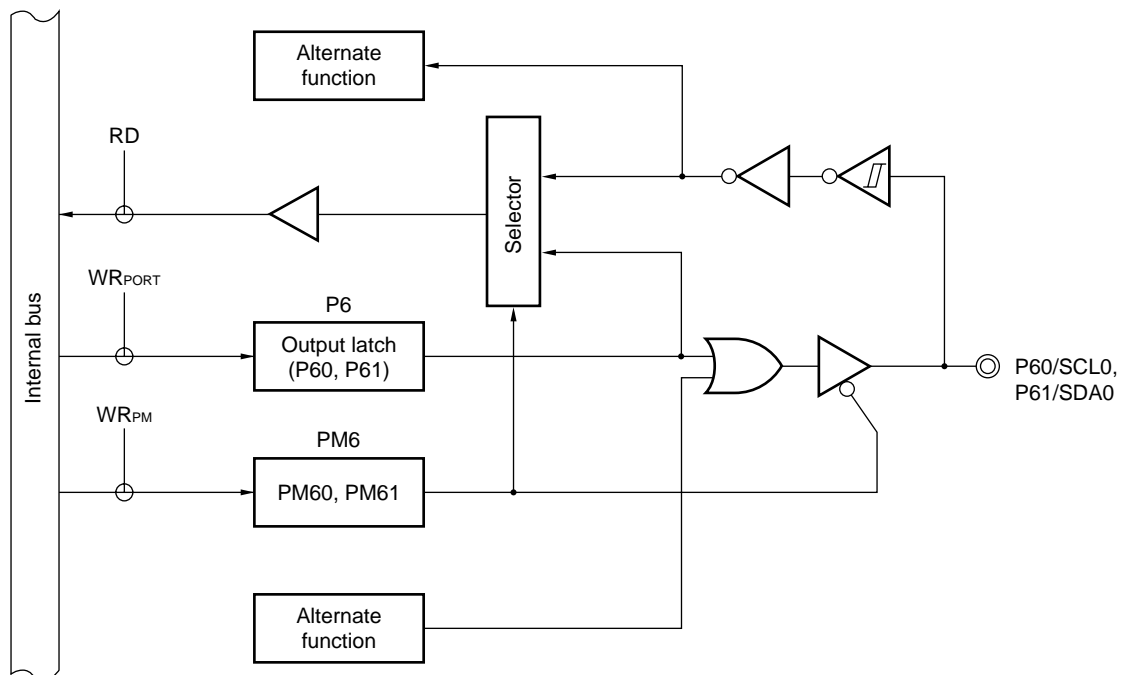 Alternate
function
RD
Selector
WRPORT
P6
Internal bus
Output latch
(P60, P61)
P60/SCL0,
P61/SDA0
WRPM
PM6
PM60, PM61
Alternate
function